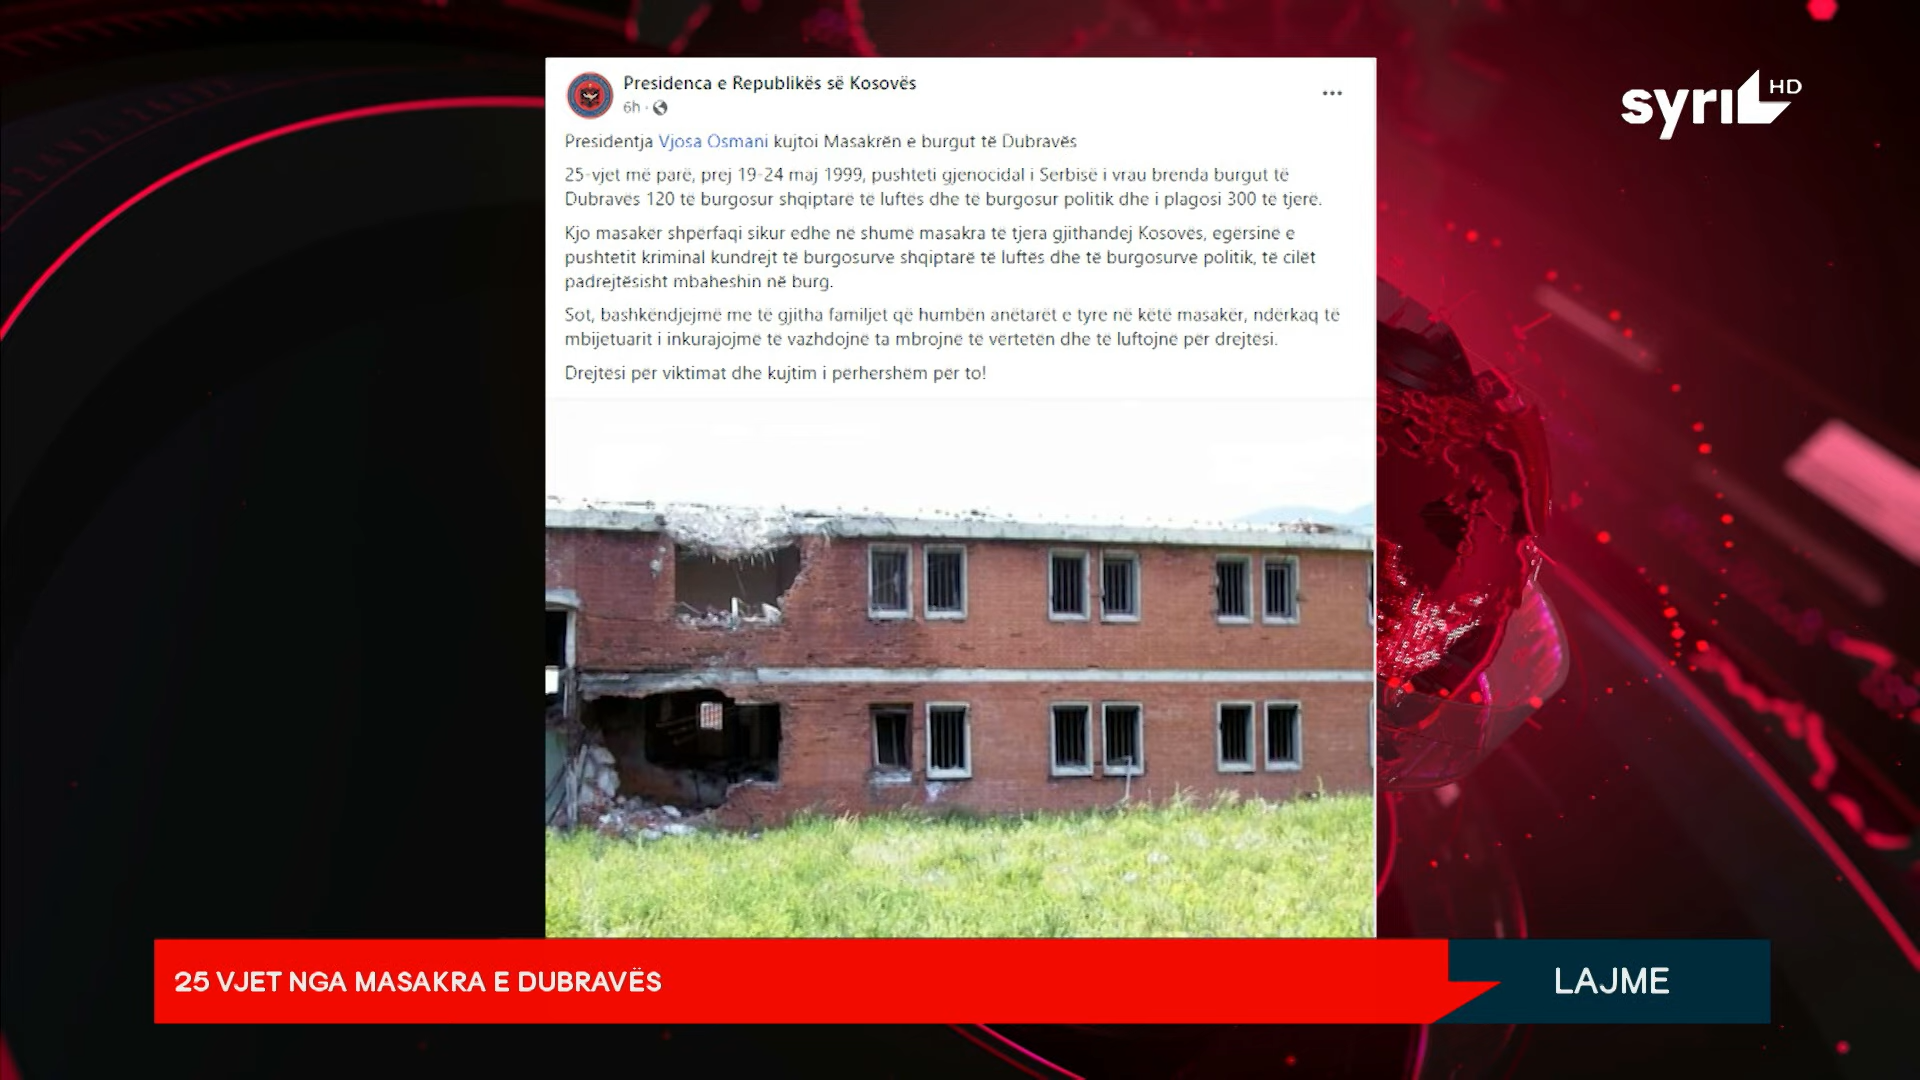 Presidenca e Republikës së Kosovës
6h ·
syri HD
Presidentja Vjosa Osmani kujtoi Masakrën e burgut të Dubravës
25-vjet më parë, prej 19-24 maj 1999, pushteti gjenocidal i Serbisë i vrau brenda burgut të
Dubravës 120 të burgosur shqiptarë të luftës dhe të burgosur politik dhe i plagosi 300 të tjerë.
Kjo masakër shpërfaqi sikur edhe në shumë masakra të tjera gjithandej Kosovës, egërsinë e
pushtetit kriminal kundrejt të burgosurve shqiptarë të luftës dhe të burgosurve politik, të cilët
padrejtësisht mbaheshin në burg.
Sot, bashkëndjejmë me të gjitha familjet që humbën anëtarët e tyre në këtë masakër, ndërkaq të
mbijetuarit i inkurajojmë të vazhdojnë ta mbrojnë të vërtetën dhe të luftojnë për drejtësi.
Drejtësi për viktimat dhe kujtim i përhershëm për to!
25 VJET NGA MASAKRA E DUBRAVËS
LAJME